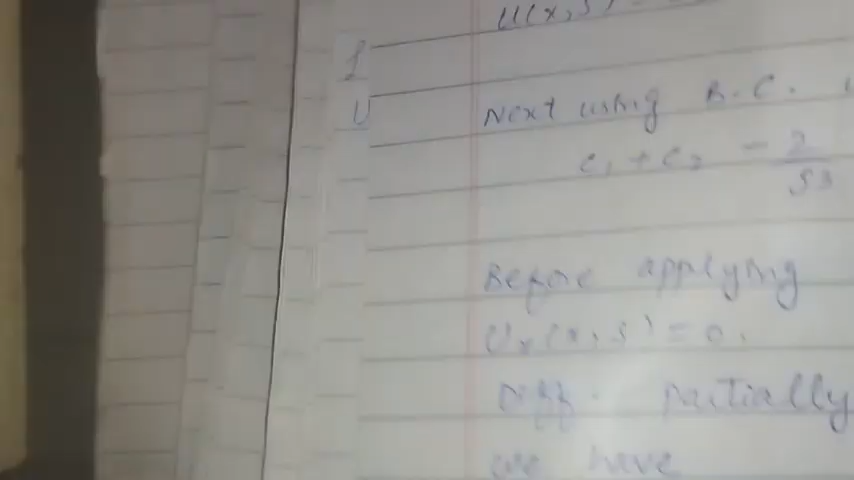 U(x, s) =
Next using B.C.
c₁ + c₂ - 2/s³
Before applying
Uₓ(x, s) = 0.
Diff. partially
we have